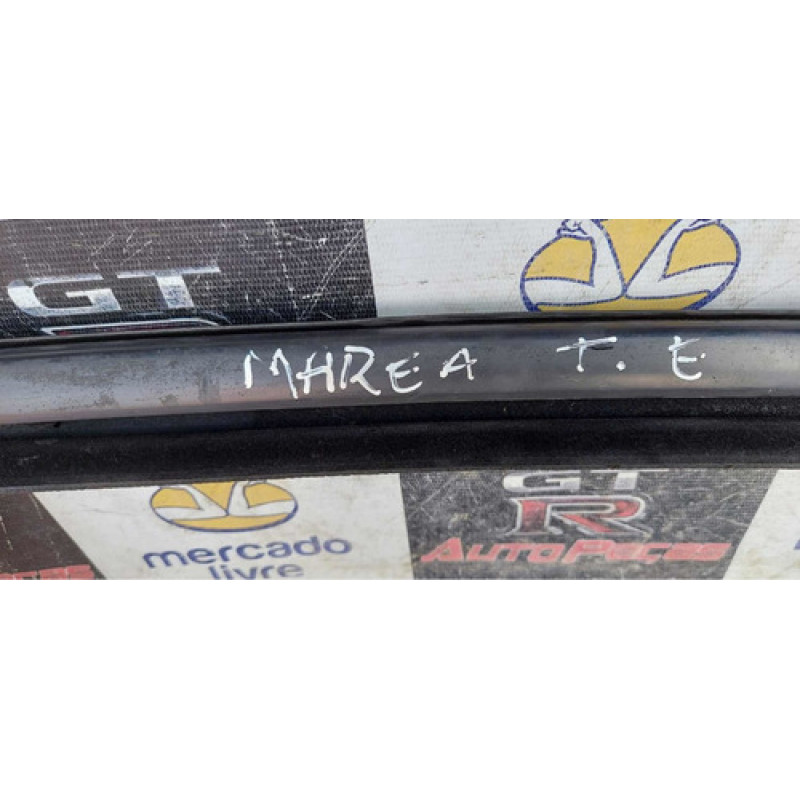 GT
MAREA T. E
GT
R
mercado
livre
AUTOPEÇAS